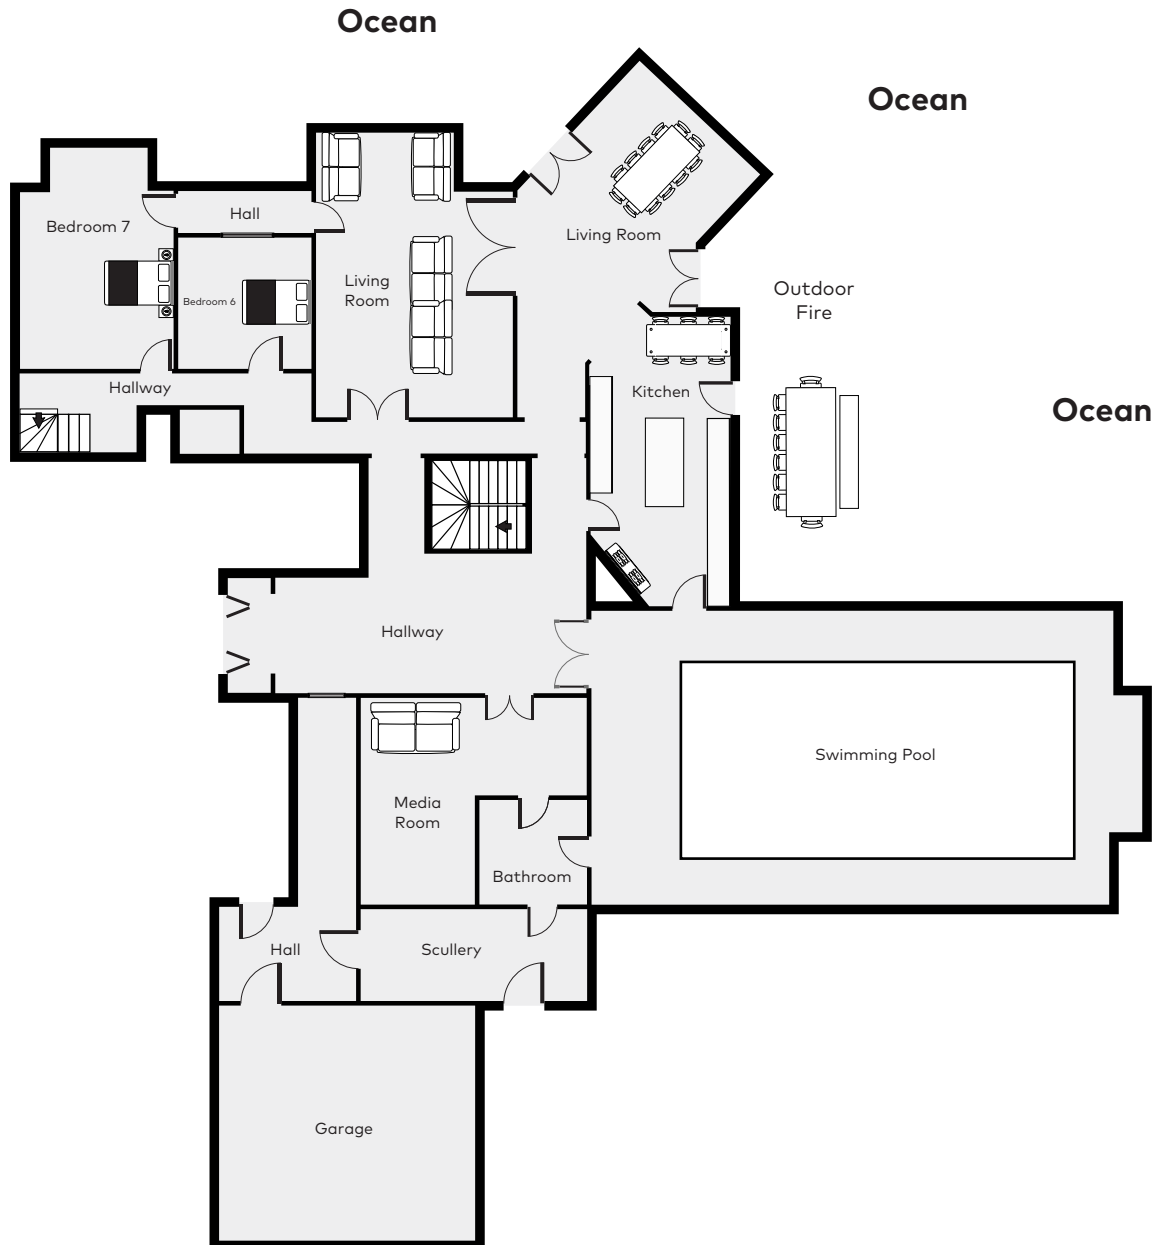 Ocean
Ocean
Hall
Bedroom 7
Living Room
Living
Room
Bedroom 6
Outdoor
Fire
Hallway
Kitchen
Ocean
Hallway
Swimming Pool
Media
Room
Bathroom
Hall
Scullery
Garage